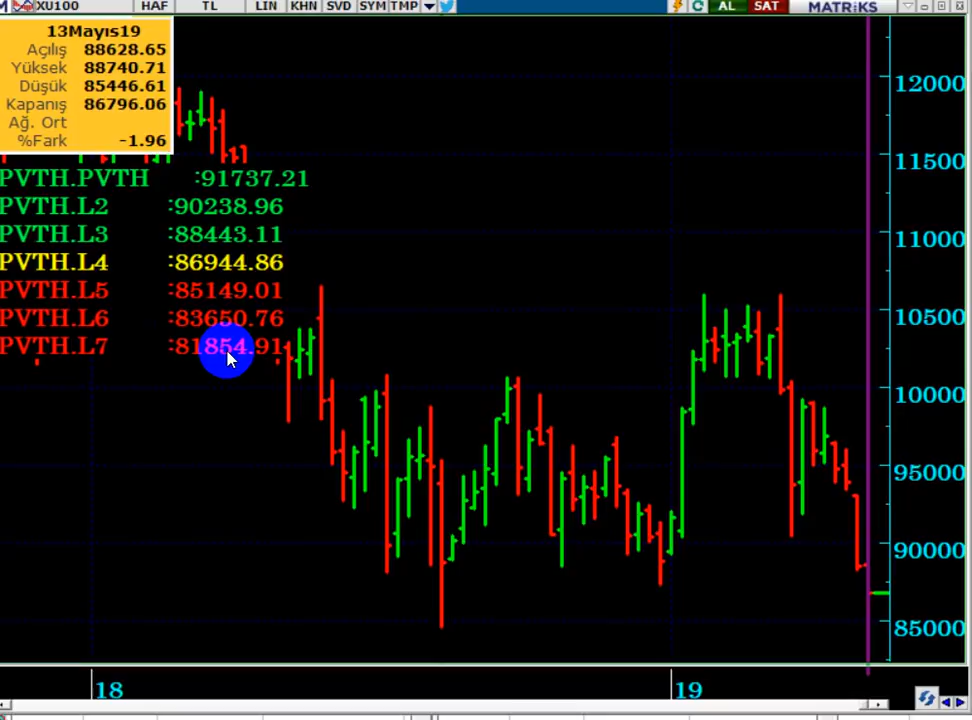 XU100 HAF TL LIN KHN SVD SYM TMP AL SAT MATRiKS
13Mayıs19
Açılış 88628.65
Yüksek 88740.71
Düşük 85446.61
Kapanış 86796.06
Ağ. Ort
%Fark -1.96
PVTH.PVTH :91737.21
PVTH.L2 :90238.96
PVTH.L3 :88443.11
PVTH.L4 :86944.86
PVTH.L5 :85149.01
PVTH.L6 :83650.76
PVTH.L7 :81854.91
12000
11500
11000
10500
10000
95000
90000
85000
18 19